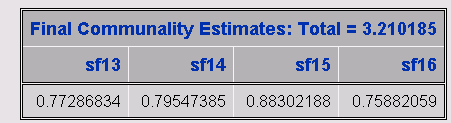 Final Communality Estimates: Total = 3.210185
sf13 sf14 sf15 sf16
0.77286834 0.79547385 0.88302188 0.75882059